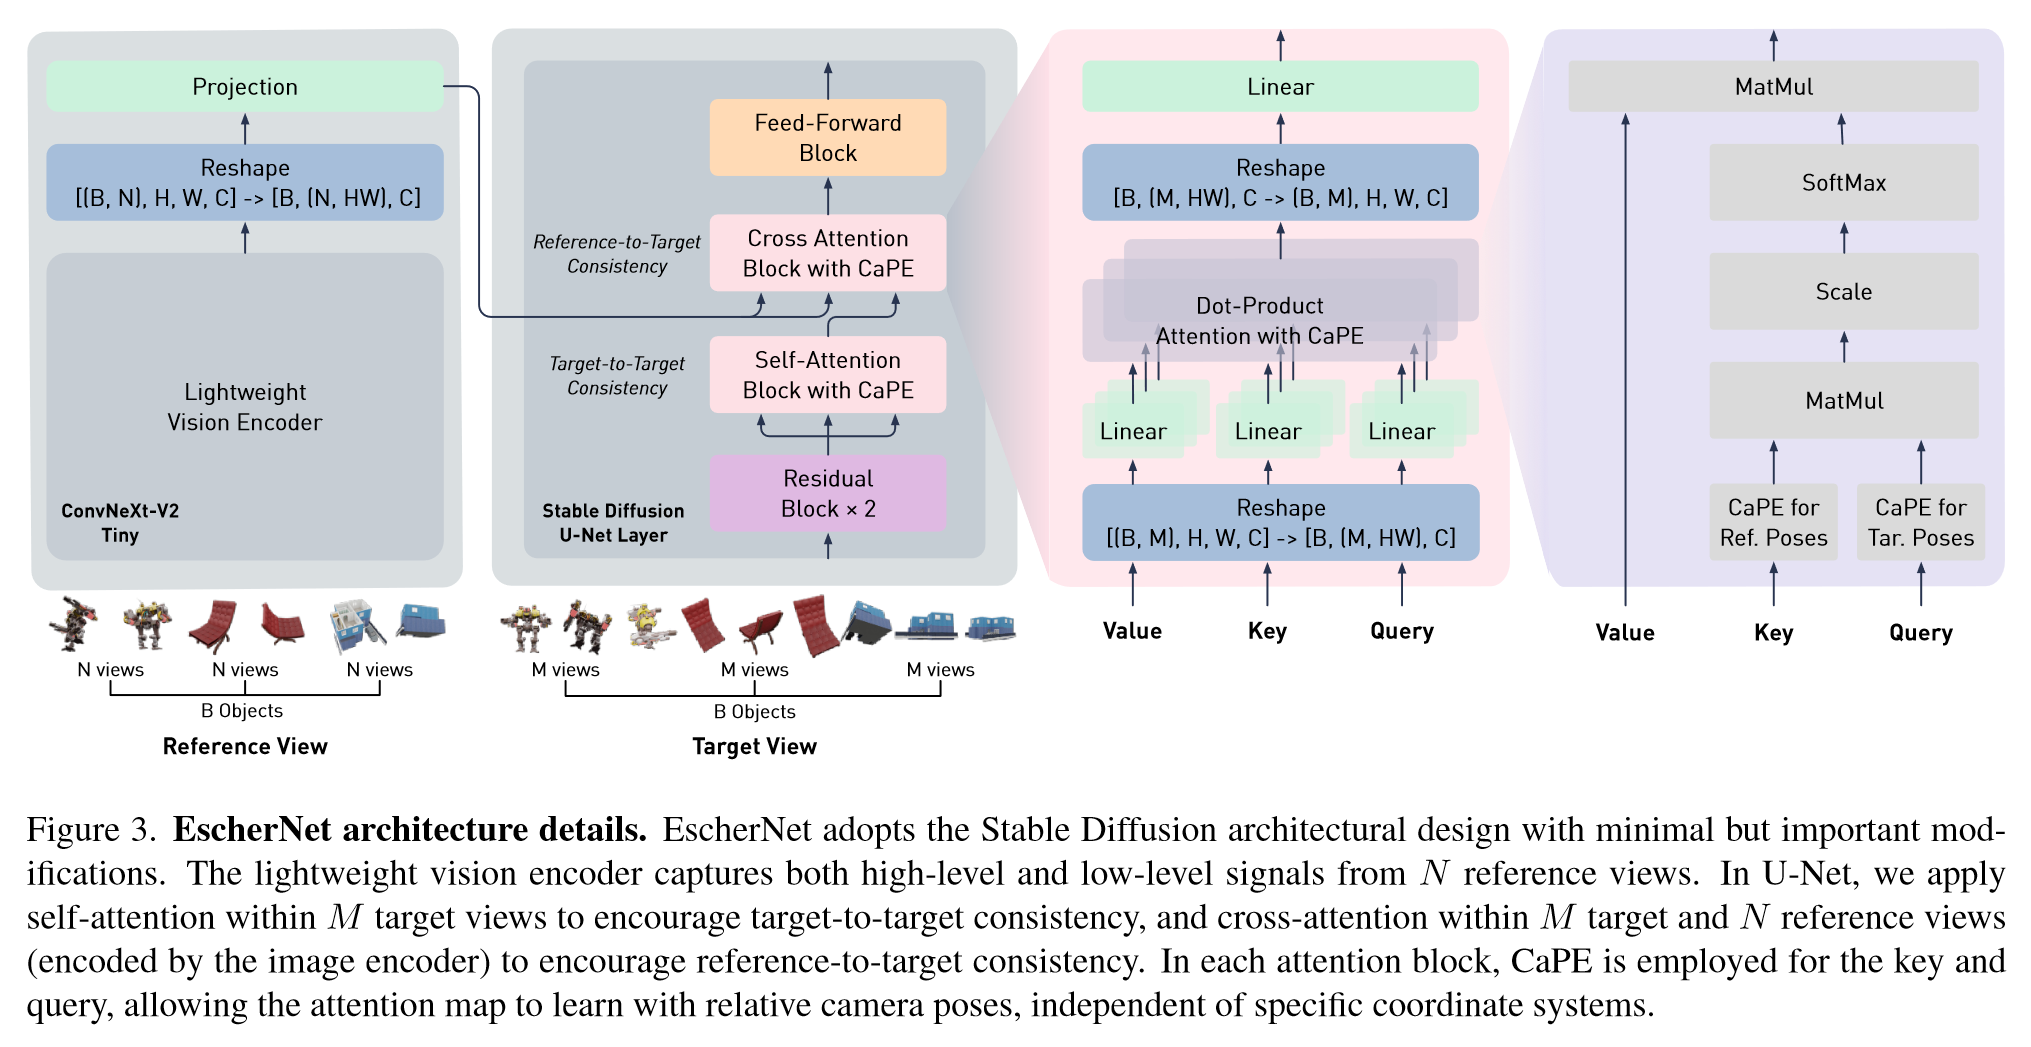 Projection
Reshape
[(B, N), H, W, C] -> [B, (N, HW), C]
Lightweight
Vision Encoder
ConvNeXt-V2
Tiny
N views
N views
N views
B Objects
Reference View
Feed-Forward
Block
Reference-to-Target
Consistency
Cross Attention
Block with CaPE
Target-to-Target
Consistency
Self-Attention
Block with CaPE
Residual
Block × 2
Stable Diffusion
U-Net Layer
M views
M views
M views
B Objects
Target View
Linear
Reshape
[B, (M, HW), C -> (B, M), H, W, C]
Dot-Product
Attention with CaPE
Linear
Linear
Linear
Reshape
[(B, M), H, W, C] -> [B, (M, HW), C]
Value
Key
Query
MatMul
SoftMax
Scale
MatMul
CaPE for
Ref. Poses
CaPE for
Tar. Poses
Value
Key
Query
Figure 3. EscherNet architecture details. EscherNet adopts the Stable Diffusion architectural design with minimal but important mod-
ifications. The lightweight vision encoder captures both high-level and low-level signals from N reference views. In U-Net, we apply
self-attention within M target views to encourage target-to-target consistency, and cross-attention within M target and N reference views
(encoded by the image encoder) to encourage reference-to-target consistency. In each attention block, CaPE is employed for the key and
query, allowing the attention map to learn with relative camera poses, independent of specific coordinate systems.